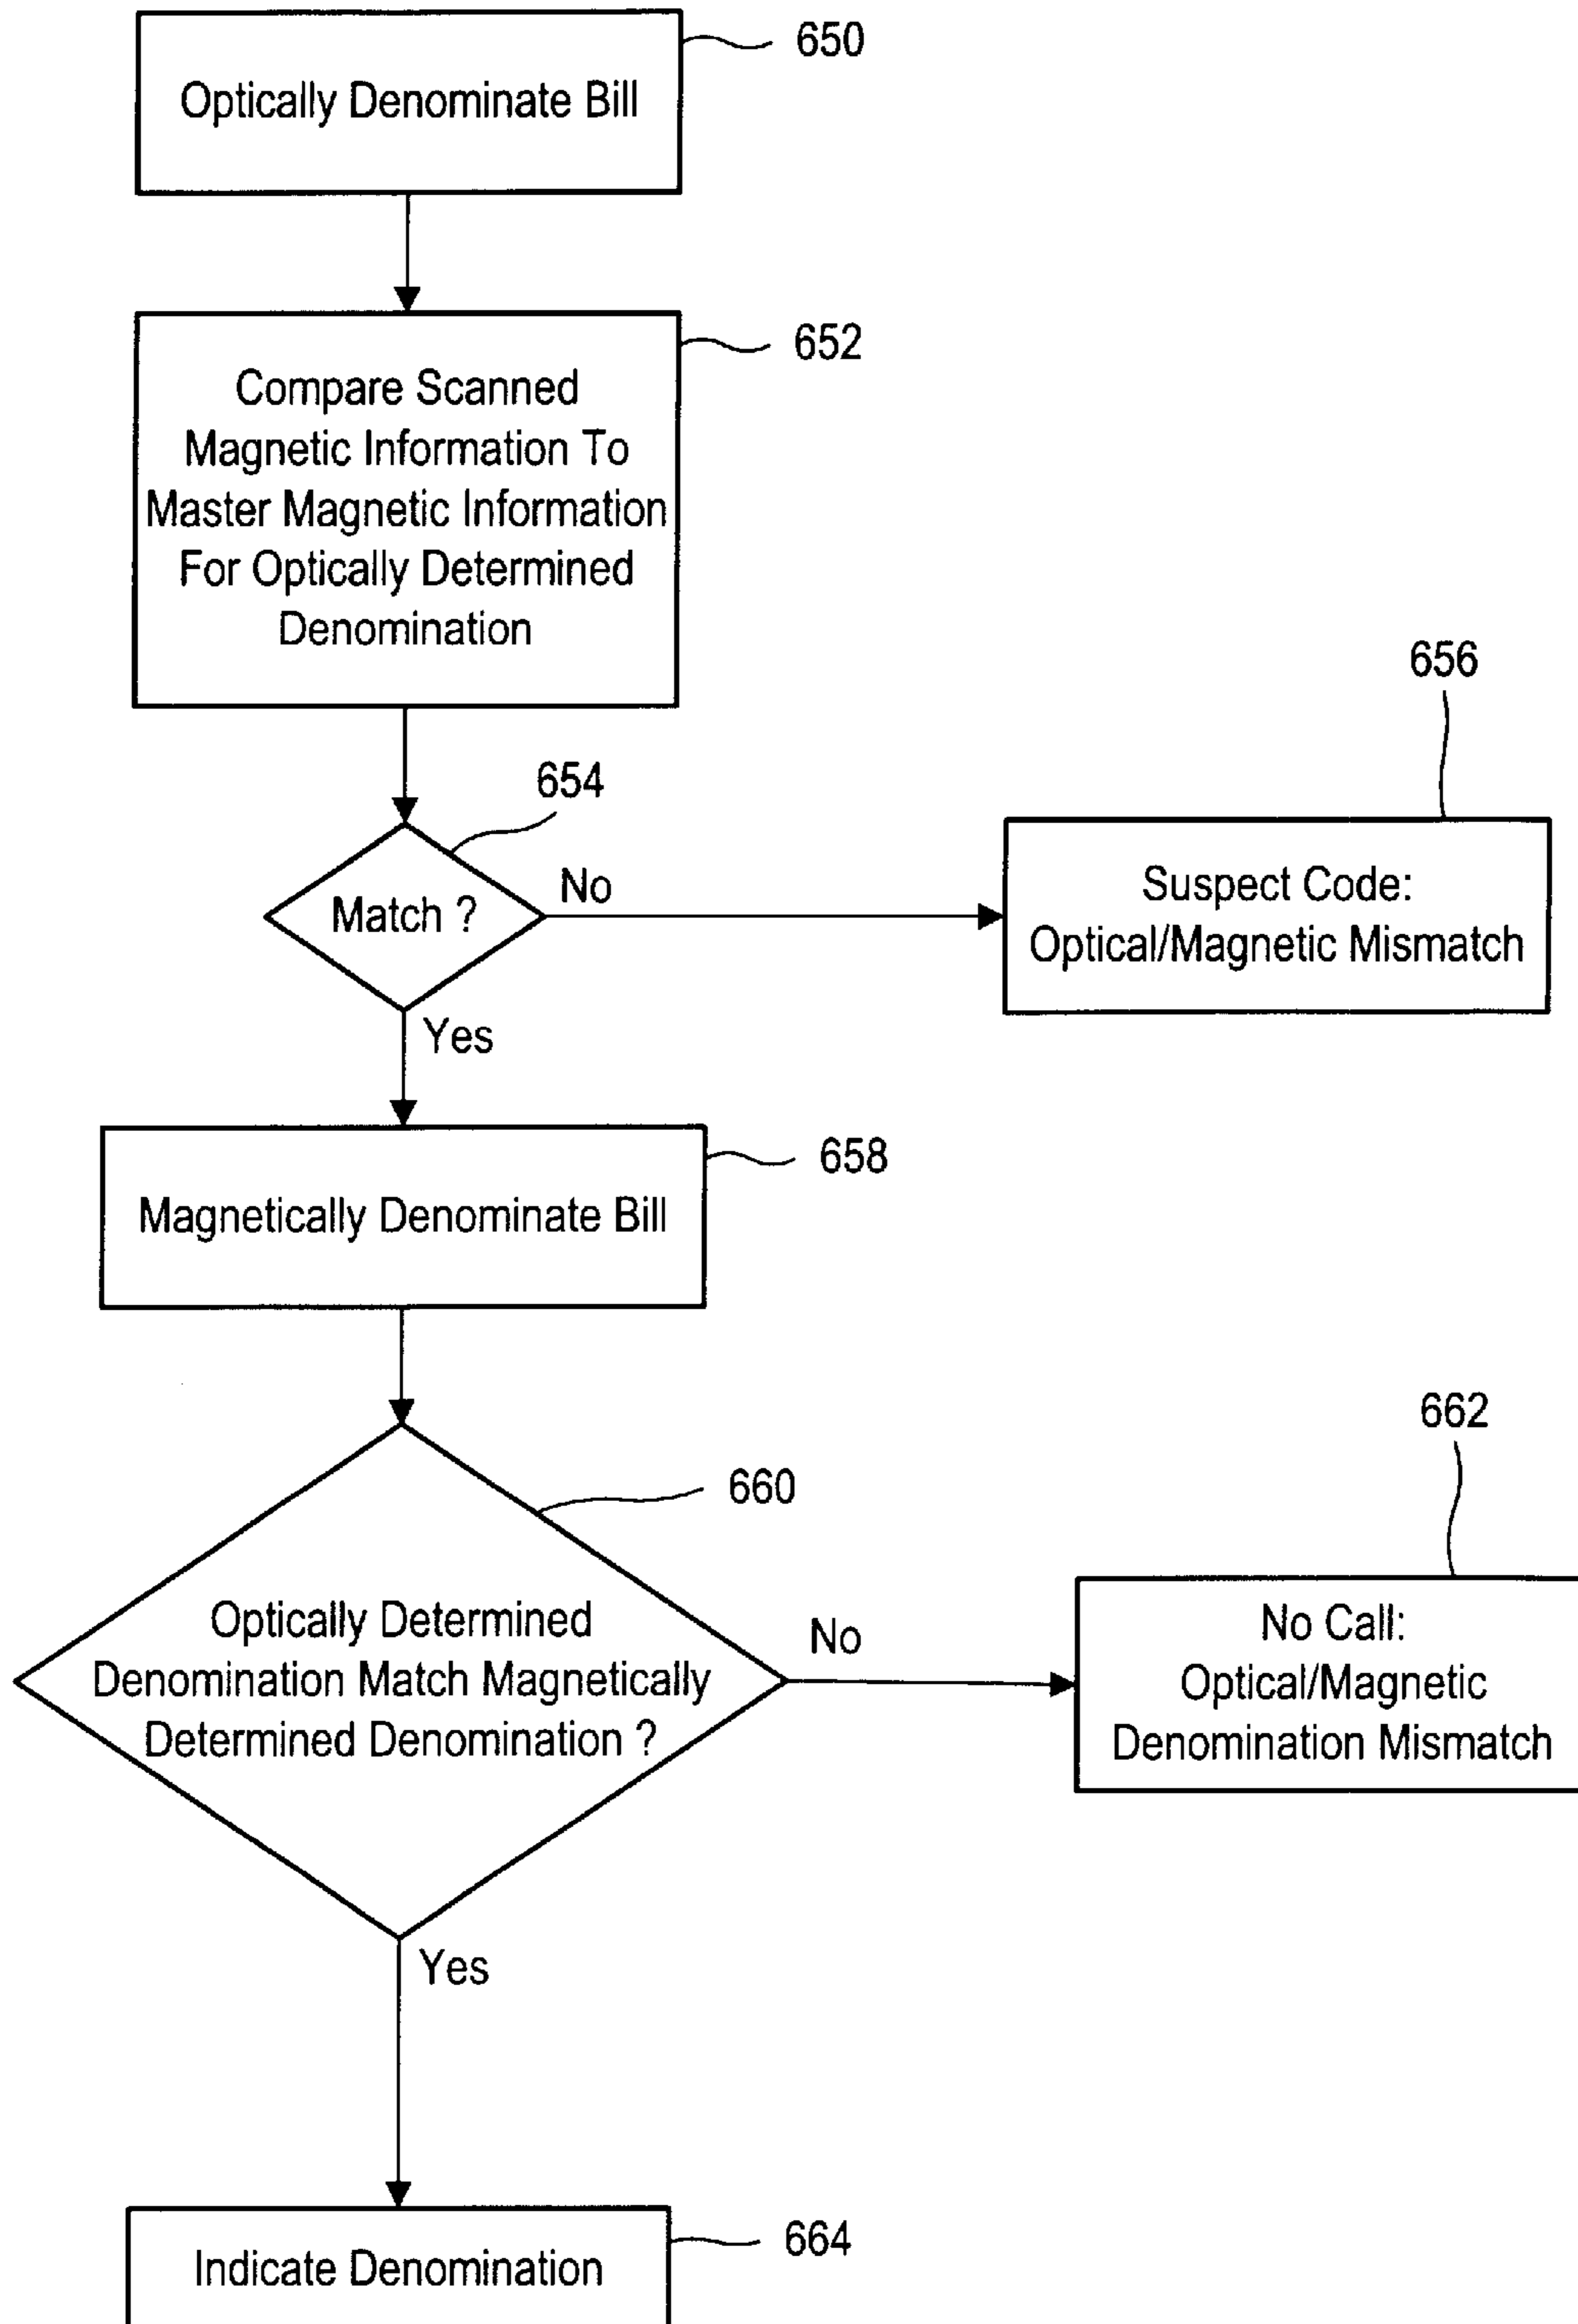 650
Optically Denominate Bill
652
Compare Scanned
Magnetic Information To
Master Magnetic Information
For Optically Determined
Denomination
654
Match ?
No
656
Suspect Code:
Optical/Magnetic Mismatch
Yes
658
Magnetically Denominate Bill
660
Optically Determined
Denomination Match Magnetically
Determined Denomination ?
No
662
No Call:
Optical/Magnetic
Denomination Mismatch
Yes
664
Indicate Denomination